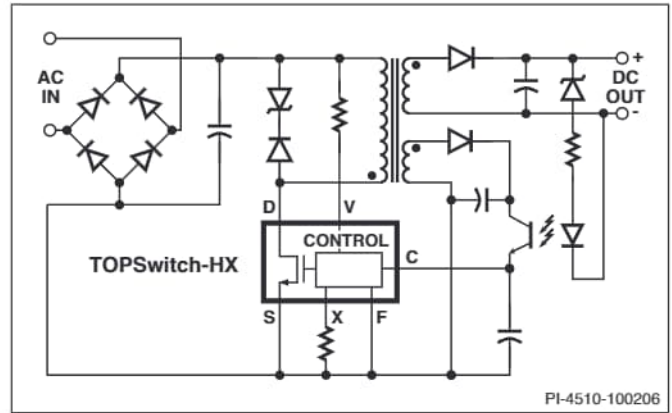 AC
IN
+
DC
OUT
-
D
V
CONTROL
TOPSwitch-HX
C
S
X
F
PI-4510-100206